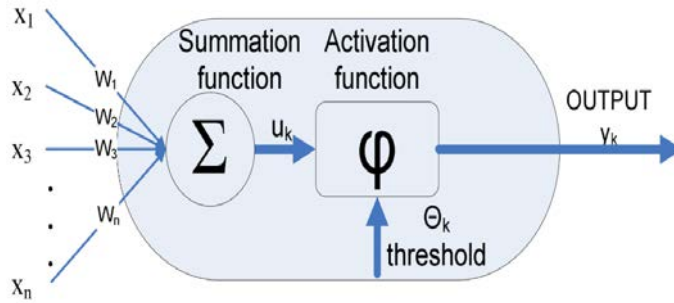 x₁
x₂
x₃
.
.
.
xₙ
W₁
W₂
W₃
Wₙ
Summation
function
Σ
uₖ
Activation
function
φ
Θₖ
threshold
OUTPUT
yₖ